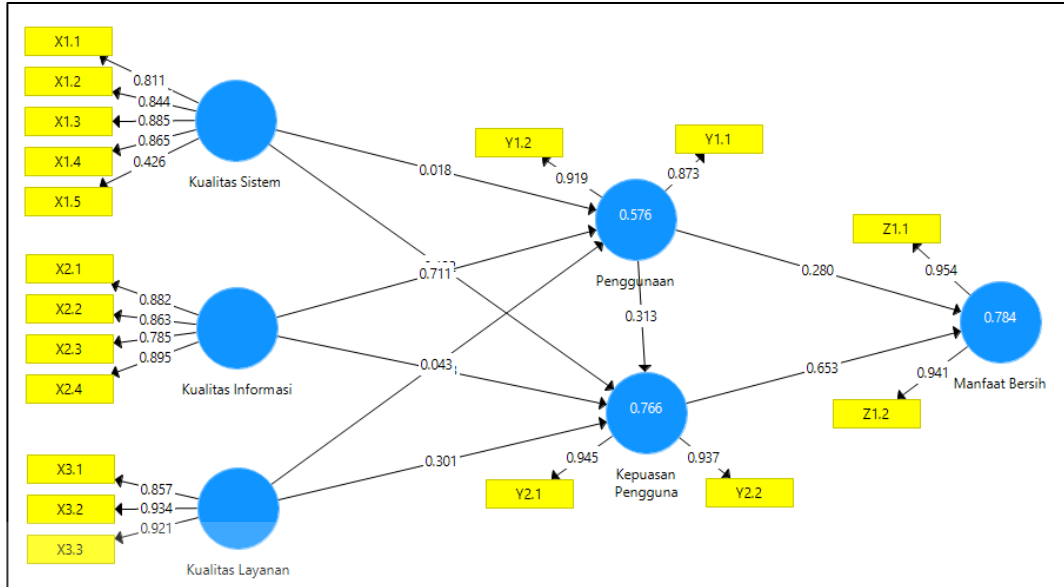 X1.1
0.811
X1.2
0.844
X1.3
0.885
X1.4
0.865
X1.5
0.426
Kualitas Sistem
X2.1
0.882
X2.2
0.863
X2.3
0.785
X2.4
0.895
Kualitas Informasi
X3.1
0.857
X3.2
0.934
X3.3
0.921
Kualitas Layanan
0.018
0.711
0.043
0.301
Y1.2
0.919
Y1.1
0.873
0.576
Penggunaan
0.313
0.766
Kepuasan
Pengguna
0.945
Y2.1
0.937
Y2.2
0.280
0.653
Z1.1
0.954
0.784
Manfaat Bersih
0.941
Z1.2